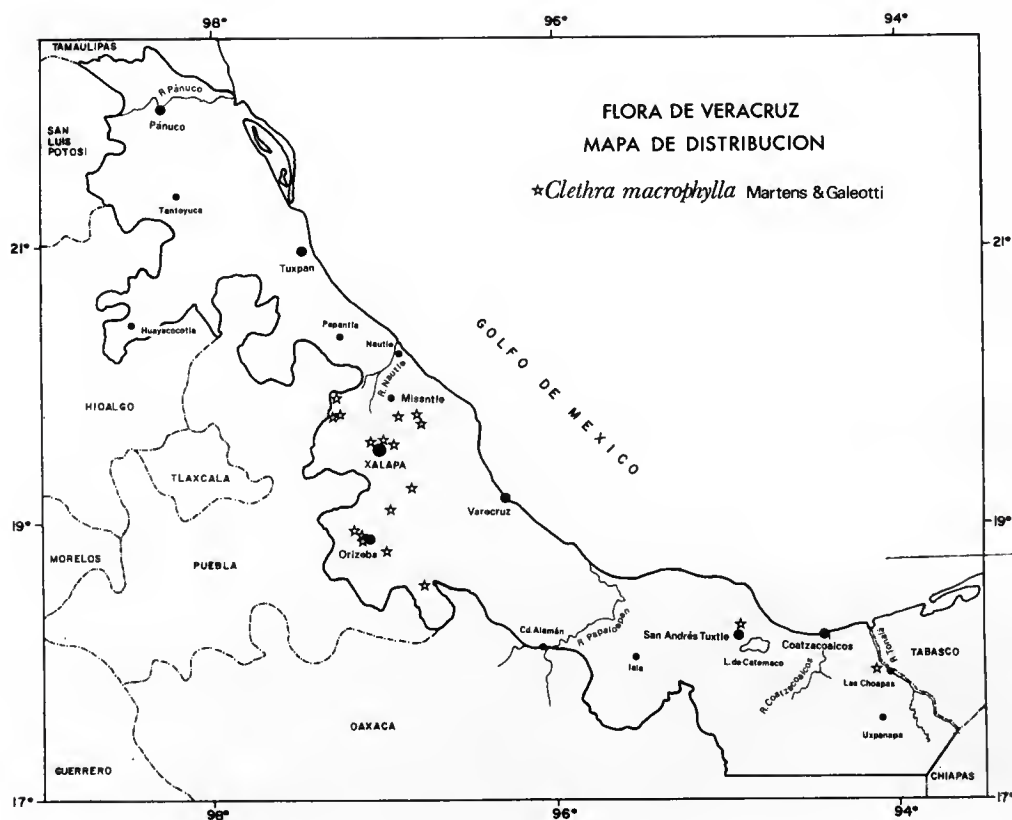 98°
96°
94°
TAMAULIPAS
R. Pánuco
Pánuco
SAN
LUIS
POTOSÍ
FLORA DE VERACRUZ
MAPA DE DISTRIBUCION
Clethra macrophylla Martens & Galeotti
Tantoyuca
21°
21°
Tuxpan
Huayacocotla
Papantla
Nautla
R. Nautla
GOLFO DE MEXICO
HIDALGO
Misantla
XALAPA
TLAXCALA
19°
19°
Veracruz
Orizaba
MORELOS
PUEBLA
Cd. Alemán
R. Papaloapan
San Andrés Tuxtla
Coatzacoalcos
R. Tonalá
TABASCO
Isla
L. de Catemaco
R. Coatzacoalcos
Las Choapas
Uxpanapa
OAXACA
GUERRERO
CHIAPAS
17°
17°
98°
96°
94°